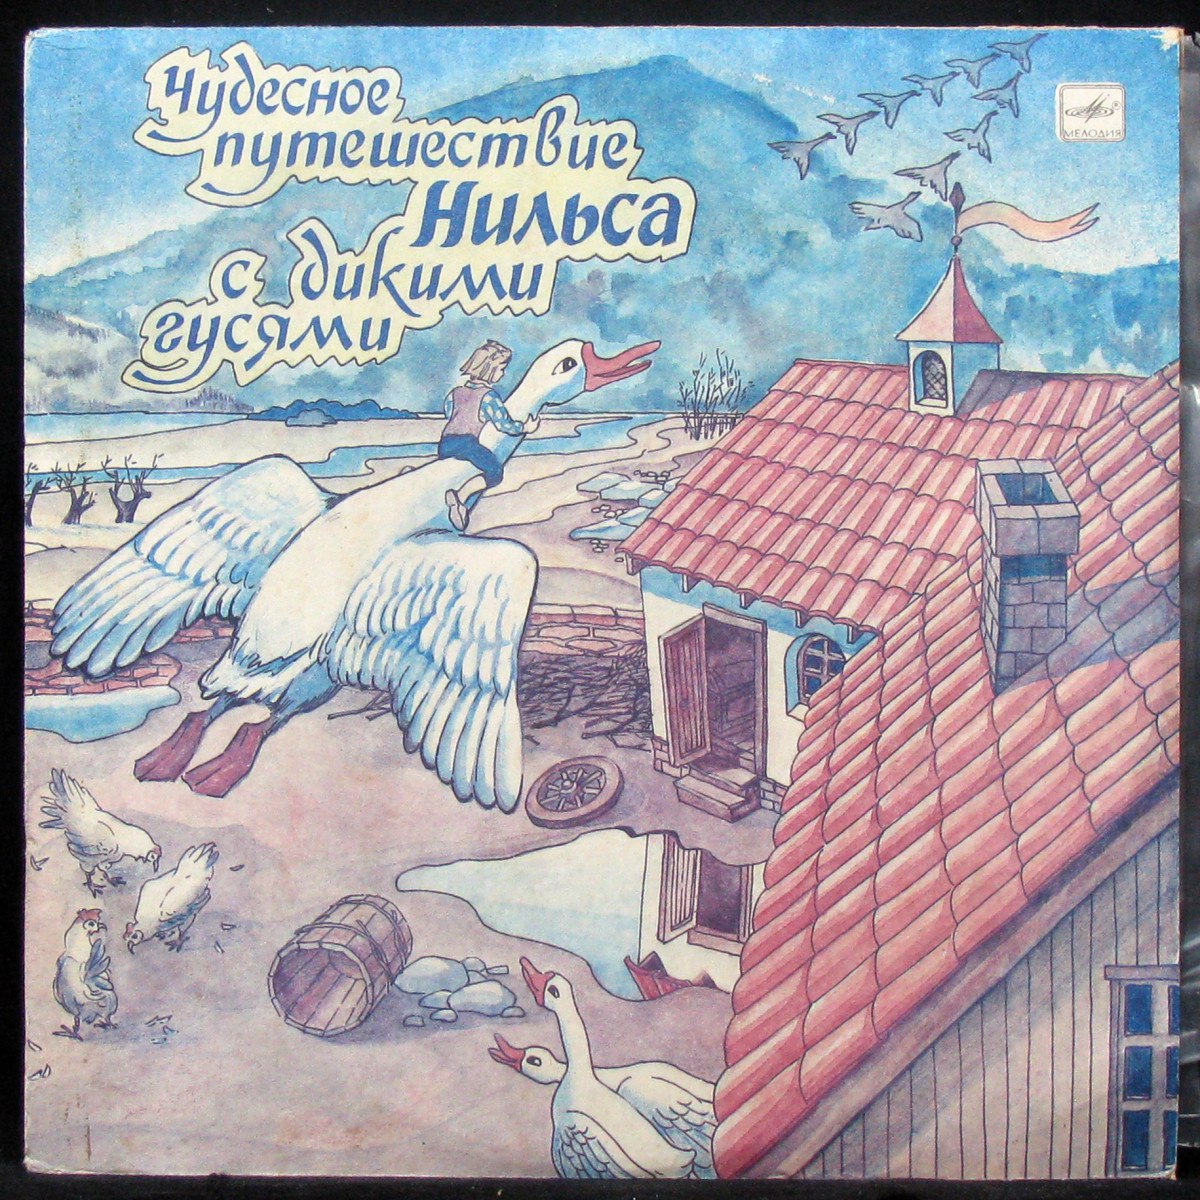 Чудесное
путешествие
Нильса
с дикими
гусями
МЕЛОДИЯ